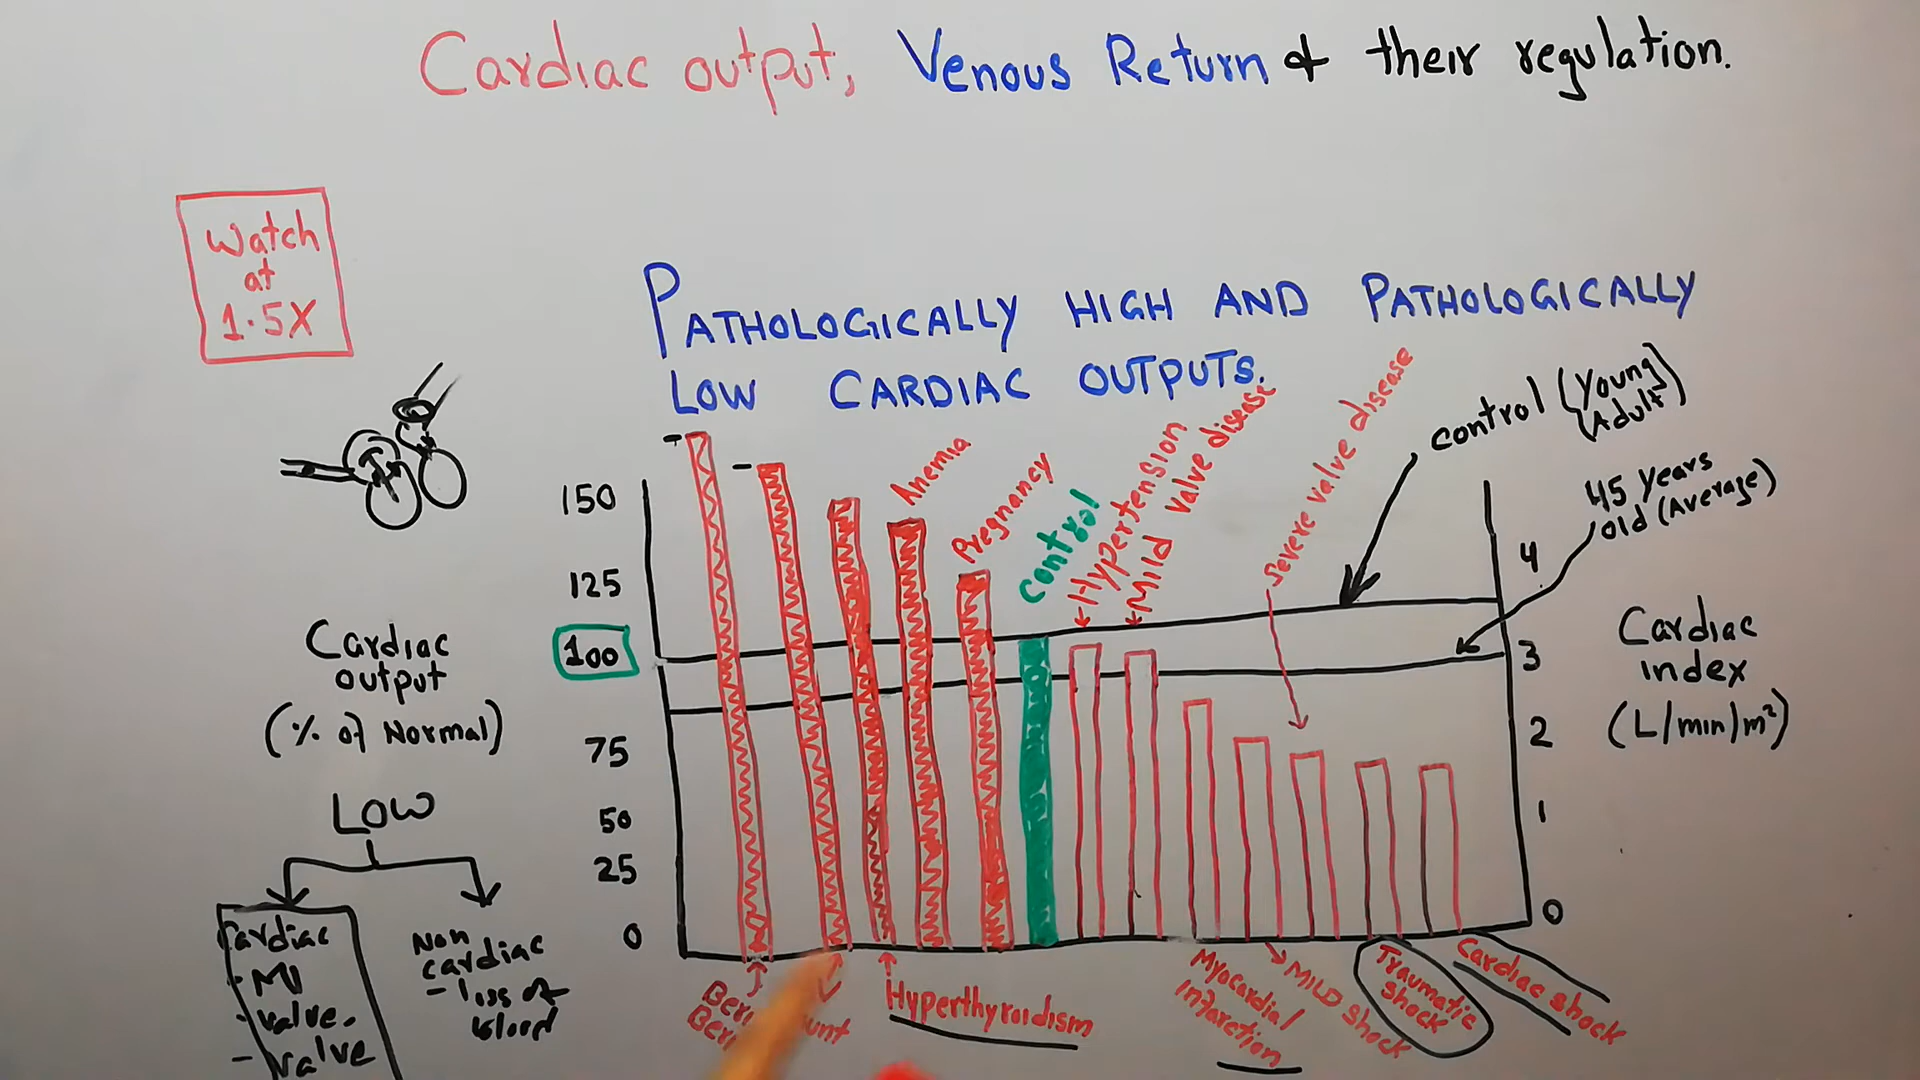 Cardiac output, Venous Return & their regulation.
Watch
at
1.5X
PATHOLOGICALLY HIGH AND PATHOLOGICALLY
LOW CARDIAC OUTPUTS.
control (Young
Adult)
45 years
old (Average)
Anemia
Pregnancy
Control
Hypertension
Mild valve disease
Severe valve disease
150
125
100
75
50
25
0
Cardiac
output
(% of Normal)
4
3
2
1
0
Cardiac
index
(L/min/m²)
LOW
Cardiac
- MI
- valve.
- valve
Non
cardiac
- loss of
blood
Beri
Hyperthyroidism
Myocardial
Infarction
MILD SHOCK
Traumatic
shock
Cardiac shock